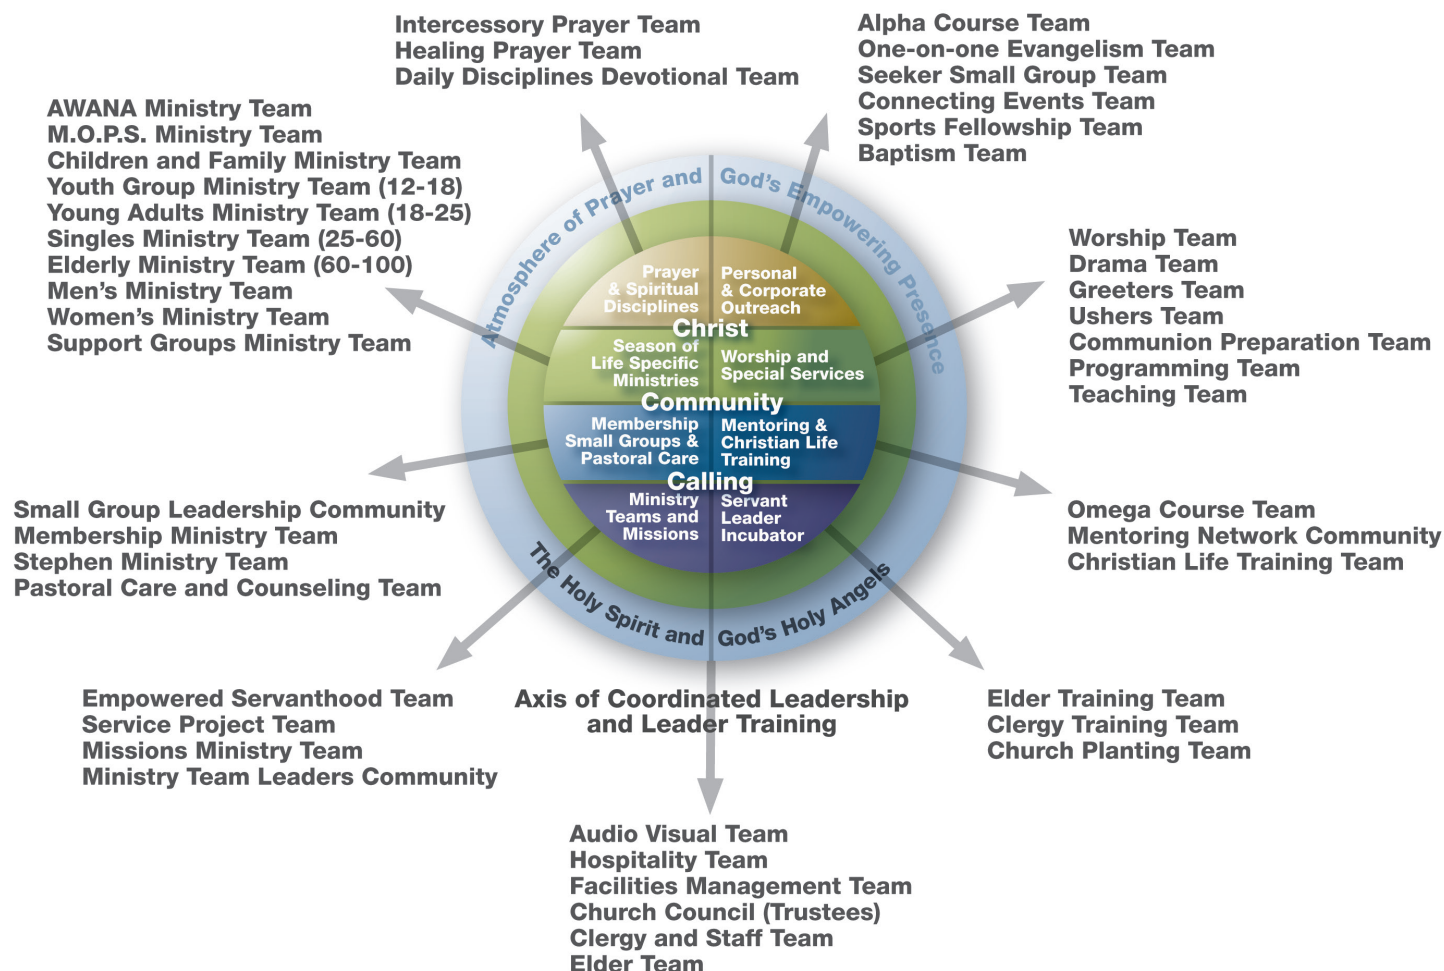 Intercessory Prayer Team
Healing Prayer Team
Daily Disciplines Devotional Team
Alpha Course Team
One-on-one Evangelism Team
Seeker Small Group Team
Connecting Events Team
Sports Fellowship Team
Baptism Team
AWANA Ministry Team
M.O.P.S. Ministry Team
Children and Family Ministry Team
Youth Group Ministry Team (12-18)
Young Adults Ministry Team (18-25)
Singles Ministry Team (25-60)
Elderly Ministry Team (60-100)
Men’s Ministry Team
Women’s Ministry Team
Support Groups Ministry Team
Atmosphere of Prayer and
God’s Empowering Presence
Prayer
& Spiritual
Disciplines
Personal
& Corporate
Outreach
Christ
Season of
Life Specific
Ministries
Worship and
Special Services
Community
Membership
Small Groups &
Pastoral Care
Mentoring &
Christian Life
Training
Calling
Ministry
Teams and
Missions
Servant
Leader
Incubator
The Holy Spirit and
God’s Holy Angels
Worship Team
Drama Team
Greeters Team
Ushers Team
Communion Preparation Team
Programming Team
Teaching Team
Small Group Leadership Community
Membership Ministry Team
Stephen Ministry Team
Pastoral Care and Counseling Team
Omega Course Team
Mentoring Network Community
Christian Life Training Team
Empowered Servanthood Team
Service Project Team
Missions Ministry Team
Ministry Team Leaders Community
Axis of Coordinated Leadership
and Leader Training
Elder Training Team
Clergy Training Team
Church Planting Team
Audio Visual Team
Hospitality Team
Facilities Management Team
Church Council (Trustees)
Clergy and Staff Team
Elder Team